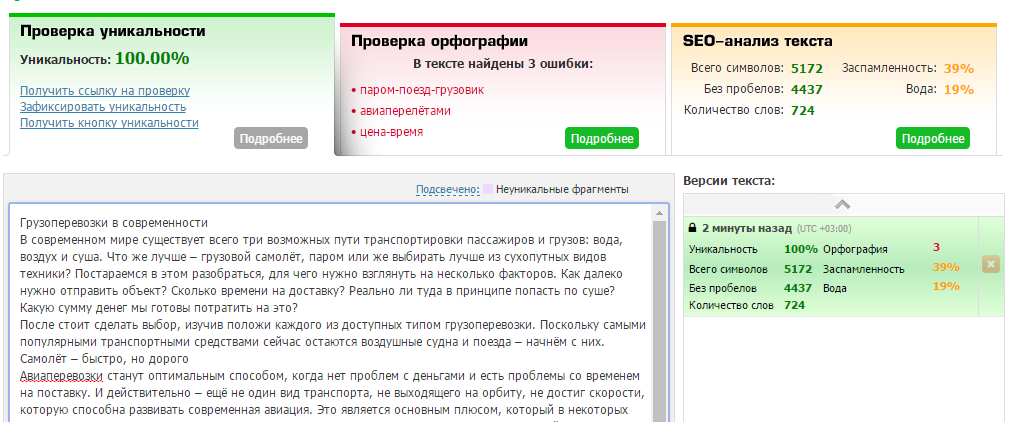 Проверка уникальности
Уникальность: 100.00%
Получить ссылку на проверку
Зафиксировать уникальность
Получить кнопку уникальности
Подробнее
Проверка орфографии
В тексте найдены 3 ошибки:
• паром-поезд-грузовик
• авиаперелётами
• цена-время
Подробнее
SEO-анализ текста
Всего символов: 5172 Заспамленность: 39%
Без пробелов: 4437 Вода: 19%
Количество слов: 724
Подробнее
Подсвечено: Неуникальные фрагменты
Грузоперевозки в современности
В современном мире существует всего три возможных пути транспортировки пассажиров и грузов: вода,
воздух и суша. Что же лучше – грузовой самолёт, паром или же выбирать лучше из сухопутных видов
техники? Постараемся в этом разобраться, для чего нужно взглянуть на несколько факторов. Как далеко
нужно отправить объект? Сколько времени на доставку? Реально ли туда в принципе попасть по суше?
Какую сумму денег мы готовы потратить на это?
После стоит сделать выбор, изучив положи каждого из доступных типом грузоперевозки. Поскольку самыми
популярными транспортными средствами сейчас остаются воздушные судна и поезда – начнём с них.
Самолёт – быстро, но дорого
Авиаперевозки станут оптимальным способом, когда нет проблем с деньгами и есть проблемы со временем
на поставку. И действительно – ещё не один вид транспорта, не выходящего на орбиту, не достиг скорости,
которую способна развивать современная авиация. Это является основным плюсом, который в некоторых
Версии текста:
2 минуты назад (UTC +03:00)
Уникальность 100% Орфография 3
Всего символов 5172 Заспамленность 39%
Без пробелов 4437 Вода 19%
Количество слов 724